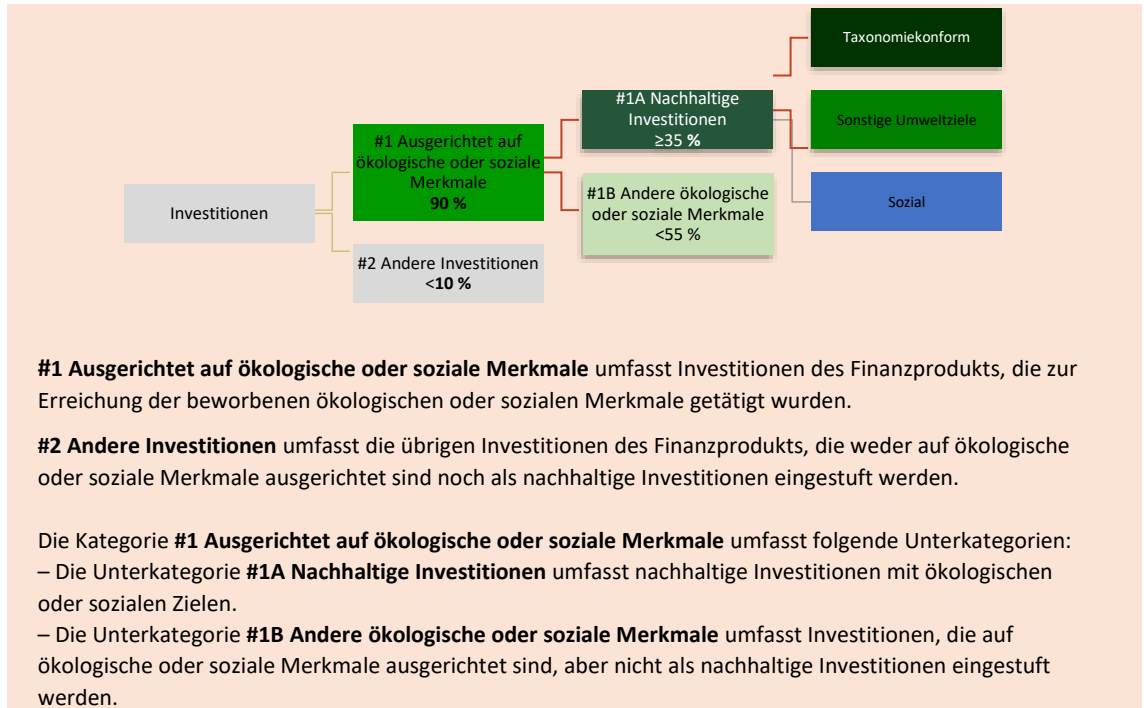 Taxonomiekonform
#1A Nachhaltige
Investitionen
≥35 %
Sonstige Umweltziele
#1 Ausgerichtet auf
ökologische oder soziale
Merkmale
90 %
#1B Andere ökologische
oder soziale Merkmale
<55 %
Sozial
Investitionen
#2 Andere Investitionen
<10 %
#1 Ausgerichtet auf ökologische oder soziale Merkmale umfasst Investitionen des Finanzprodukts, die zur
Erreichung der beworbenen ökologischen oder sozialen Merkmale getätigt wurden.
#2 Andere Investitionen umfasst die übrigen Investitionen des Finanzprodukts, die weder auf ökologische
oder soziale Merkmale ausgerichtet sind noch als nachhaltige Investitionen eingestuft werden.
Die Kategorie #1 Ausgerichtet auf ökologische oder soziale Merkmale umfasst folgende Unterkategorien:
– Die Unterkategorie #1A Nachhaltige Investitionen umfasst nachhaltige Investitionen mit ökologischen
oder sozialen Zielen.
– Die Unterkategorie #1B Andere ökologische oder soziale Merkmale umfasst Investitionen, die auf
ökologische oder soziale Merkmale ausgerichtet sind, aber nicht als nachhaltige Investitionen eingestuft
werden.